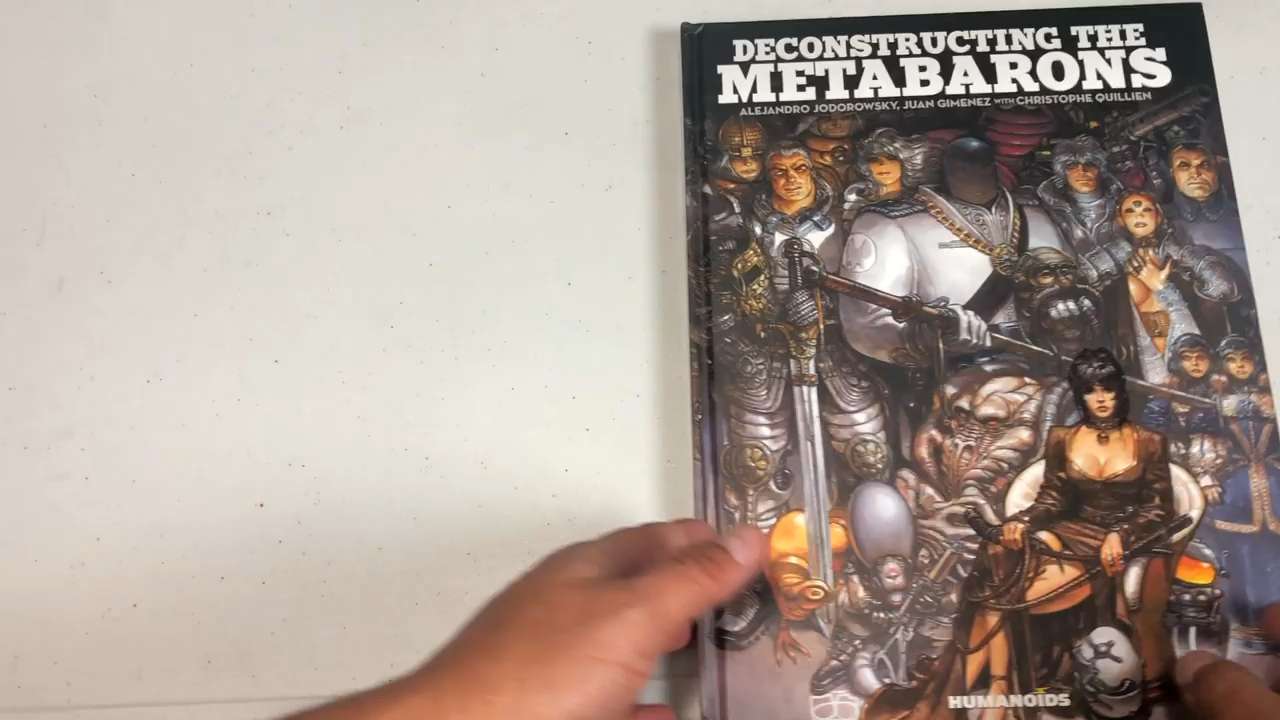 DECONSTRUCTING THE
METABARONS
ALEJANDRO JODOROWSKY, JUAN GIMENEZ WITH CHRISTOPHE QUILLIEN
HUMANOIDS